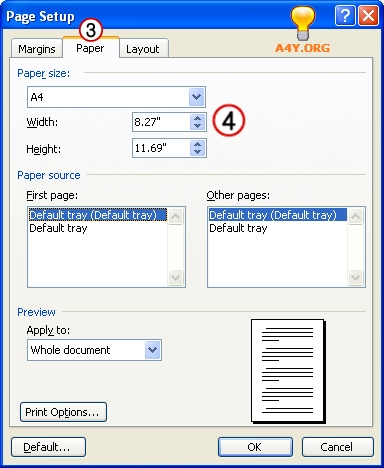 Page Setup
3
A4Y.ORG
Margins
Paper
Layout
Paper size:
A4
Width:
8.27"
4
Height:
11.69"
Paper source
First page:
Other pages:
Default tray (Default tray)
Default tray (Default tray)
Default tray
Default tray
Preview
Apply to:
Whole document
Print Options...
Default...
OK
Cancel